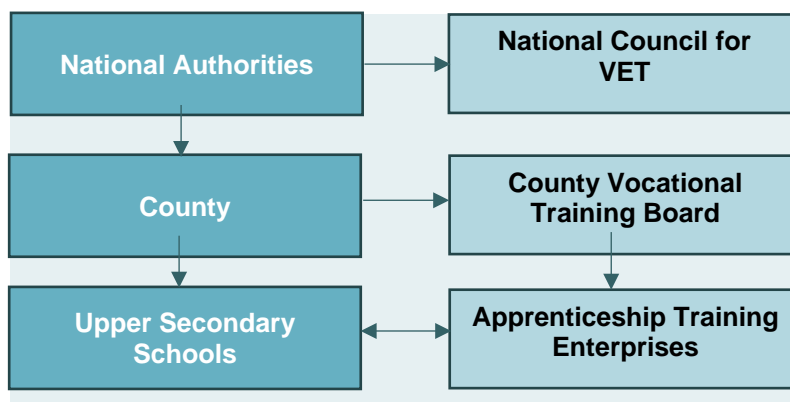 National Authorities
National Council for
VET
County
County Vocational
Training Board
Upper Secondary
Schools
Apprenticeship Training
Enterprises